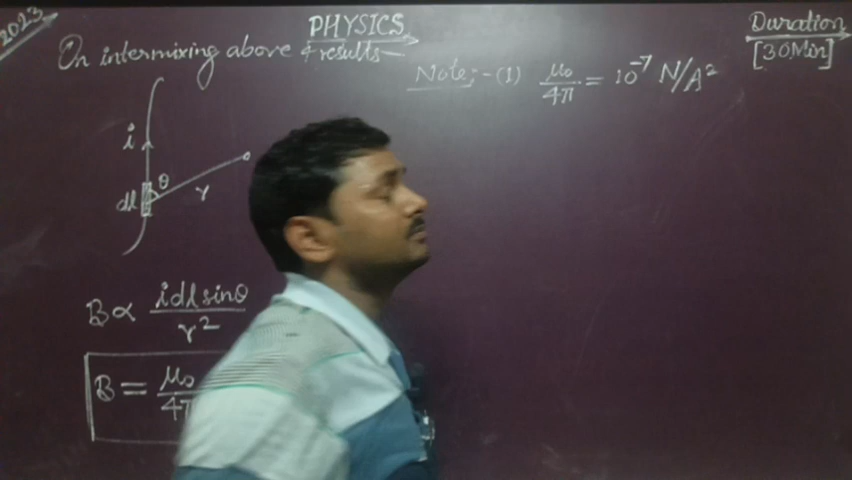 2023
PHYSICS
Duration
[30Min]
On intermixing above 4 results—
Note:-(1) μ₀/4π = 10⁻⁷ N/A²
i
θ
dl
r
B ∝ idl sinθ/r²
B = μ₀